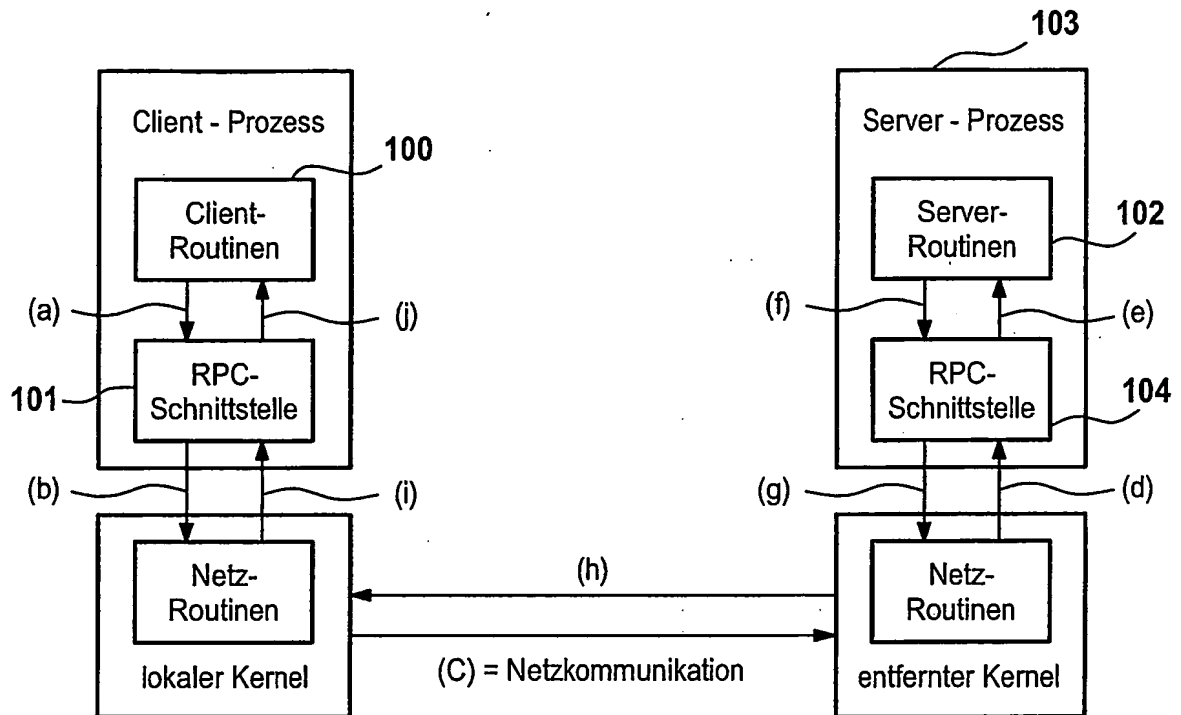 103
Client - Prozess
Server - Prozess
100
Client-
Routinen
Server-
Routinen
102
(a)
(j)
(f)
(e)
101
RPC-
Schnittstelle
RPC-
Schnittstelle
104
(b)
(i)
(g)
(d)
Netz-
Routinen
(h)
Netz-
Routinen
lokaler Kernel
(C) = Netzkommunikation
entfernter Kernel